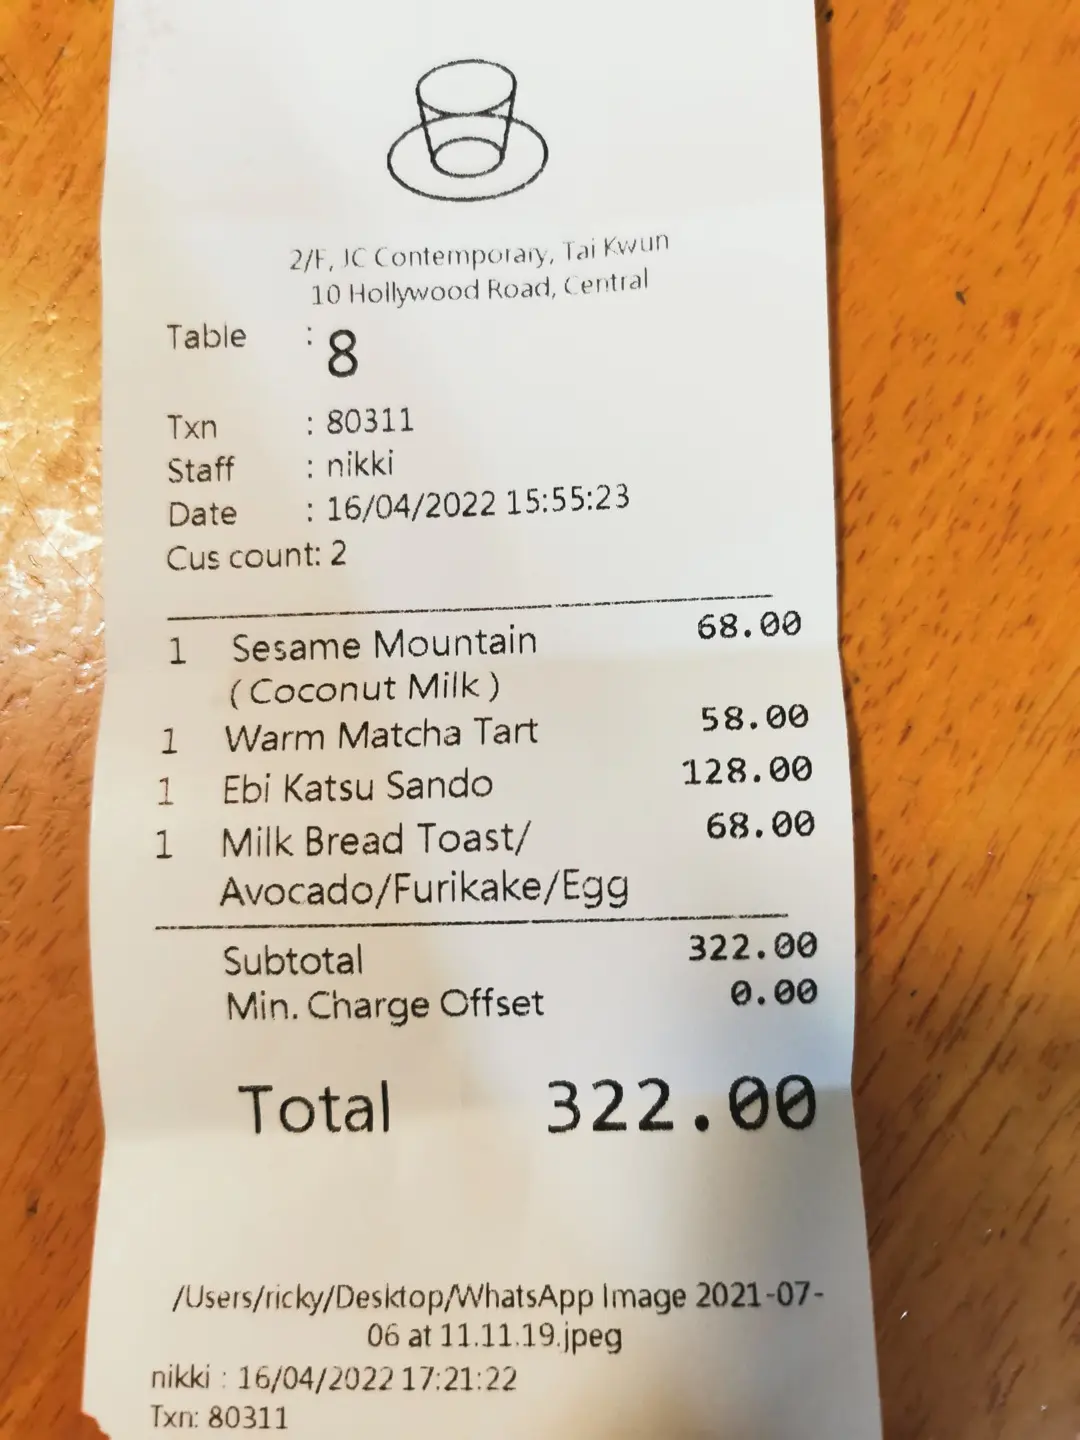 2/F, JC Contemporary, Tai Kwun
10 Hollywood Road, Central
Table : 8
Txn : 80311
Staff : nikki
Date : 16/04/2022 15:55:23
Cus count: 2
1 Sesame Mountain 68.00
(Coconut Milk)
1 Warm Matcha Tart 58.00
1 Ebi Katsu Sando 128.00
1 Milk Bread Toast/ 68.00
Avocado/Furikake/Egg
Subtotal 322.00
Min. Charge Offset 0.00
Total 322.00
/Users/ricky/Desktop/WhatsApp Image 2021-07-
06 at 11.11.19.jpeg
nikki : 16/04/2022 17:21:22
Txn: 80311